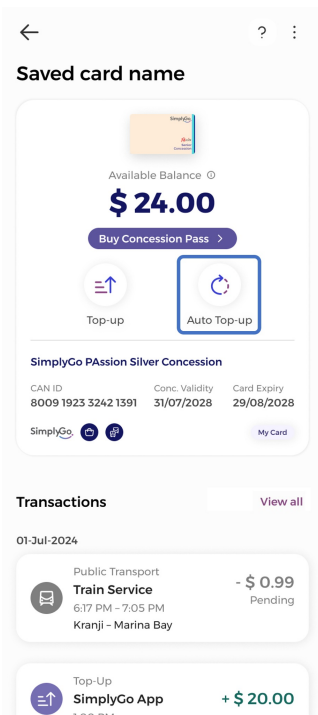 ?
Saved card name
SimplyGo
Available Balance
$ 24.00
Buy Concession Pass >
Top-up
Auto Top-up
SimplyGo PAssion Silver Concession
CAN ID
Conc. Validity
Card Expiry
8009 1923 3242 1391
31/07/2028
29/08/2028
SimplyGo.
My Card
Transactions
View all
01-Jul-2024
Public Transport
Train Service
- $ 0.99
6:17 PM – 7:05 PM
Pending
Kranji – Marina Bay
Top-Up
SimplyGo App
+ $ 20.00